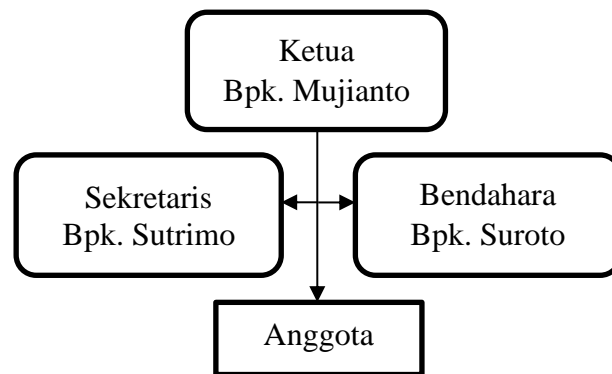 Ketua
Bpk. Mujianto
Sekretaris
Bpk. Sutrimo
Bendahara
Bpk. Suroto
Anggota